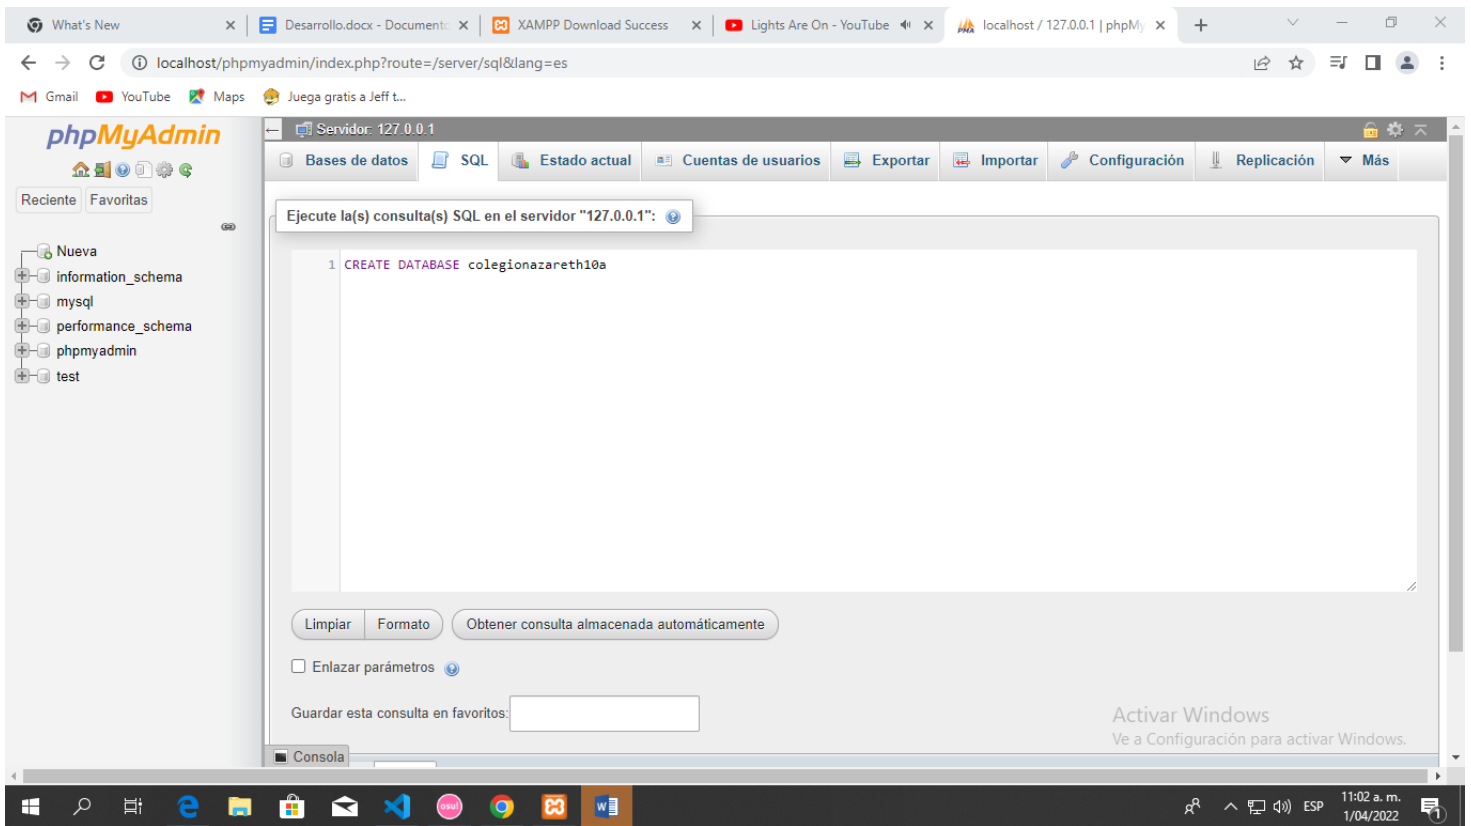 What's New
Desarrollo.docx - Documento
XAMPP Download Success
Lights Are On - YouTube
localhost / 127.0.0.1 | phpMy
localhost/phpmyadmin/index.php?route=/server/sql&lang=es
Gmail
YouTube
Maps
Juega gratis a Jeff t...
phpMyAdmin
Reciente
Favoritas
Nueva
information_schema
mysql
performance_schema
phpmyadmin
test
Servidor: 127.0.0.1
Bases de datos
SQL
Estado actual
Cuentas de usuarios
Exportar
Importar
Configuración
Replicación
Más
Ejecute la(s) consulta(s) SQL en el servidor "127.0.0.1":
1 CREATE DATABASE colegionazareth10a
Limpiar
Formato
Obtener consulta almacenada automáticamente
Enlazar parámetros
Guardar esta consulta en favoritos:
Consola
Activar Windows
Ve a Configuración para activar Windows.
osu!
ESP
11:02 a. m.
1/04/2022
1